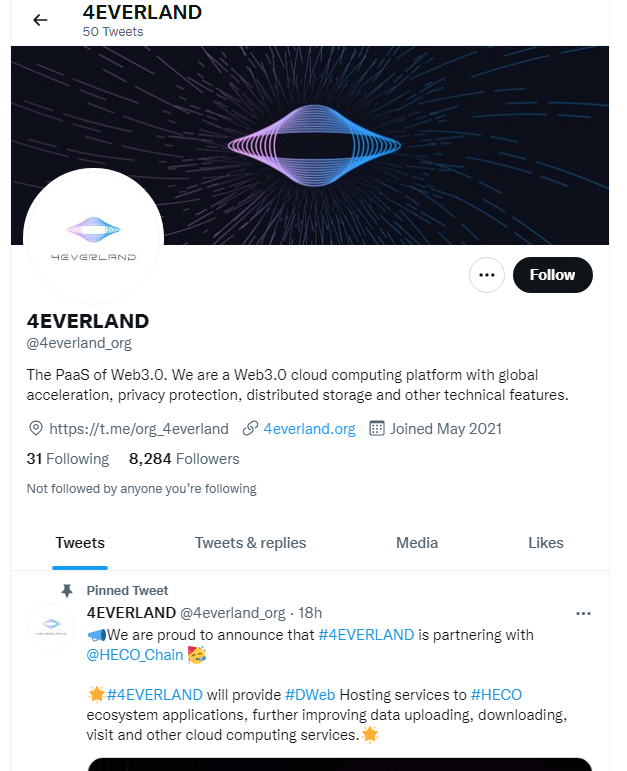 4EVERLAND
50 Tweets
4EVERLAND
Follow
4EVERLAND
@4everland_org
The PaaS of Web3.0. We are a Web3.0 cloud computing platform with global
acceleration, privacy protection, distributed storage and other technical features.
https://t.me/org_4everland 4everland.org Joined May 2021
31 Following 8,284 Followers
Not followed by anyone you’re following
Tweets Tweets & replies Media Likes
Pinned Tweet
4EVERLAND @4everland_org · 18h
We are proud to announce that #4EVERLAND is partnering with
@HECO_Chain
#4EVERLAND will provide #DWeb Hosting services to #HECO
ecosystem applications, further improving data uploading, downloading,
visit and other cloud computing services.